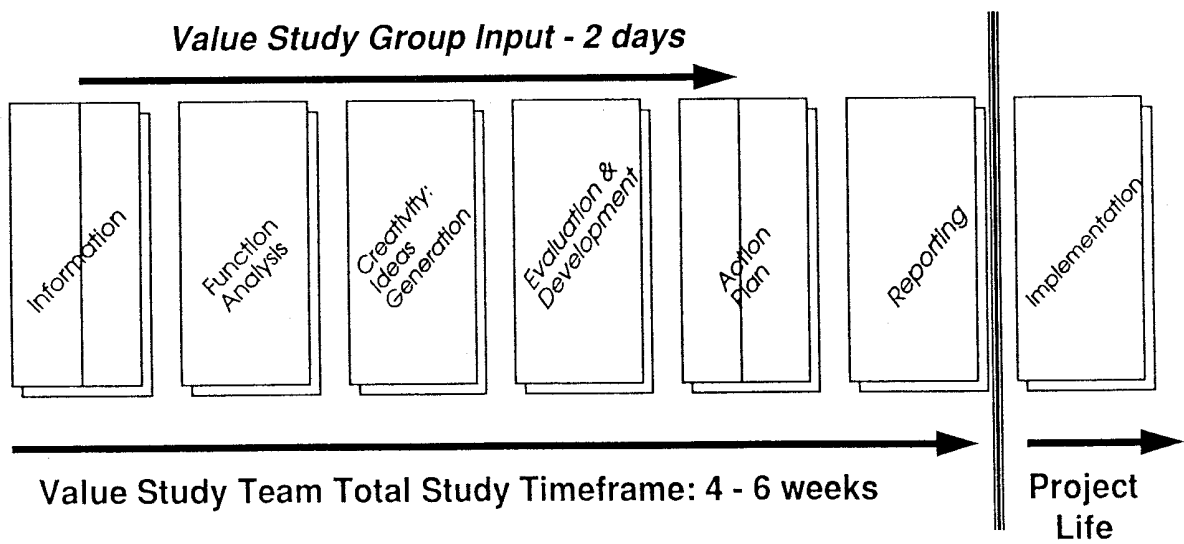 Value Study Group Input - 2 days
Information
Function
Analysis
Creativity:
Ideas
Generation
Evaluation &
Development
Action
Plan
Reporting
Implementation
Value Study Team Total Study Timeframe: 4 - 6 weeks
Project
Life